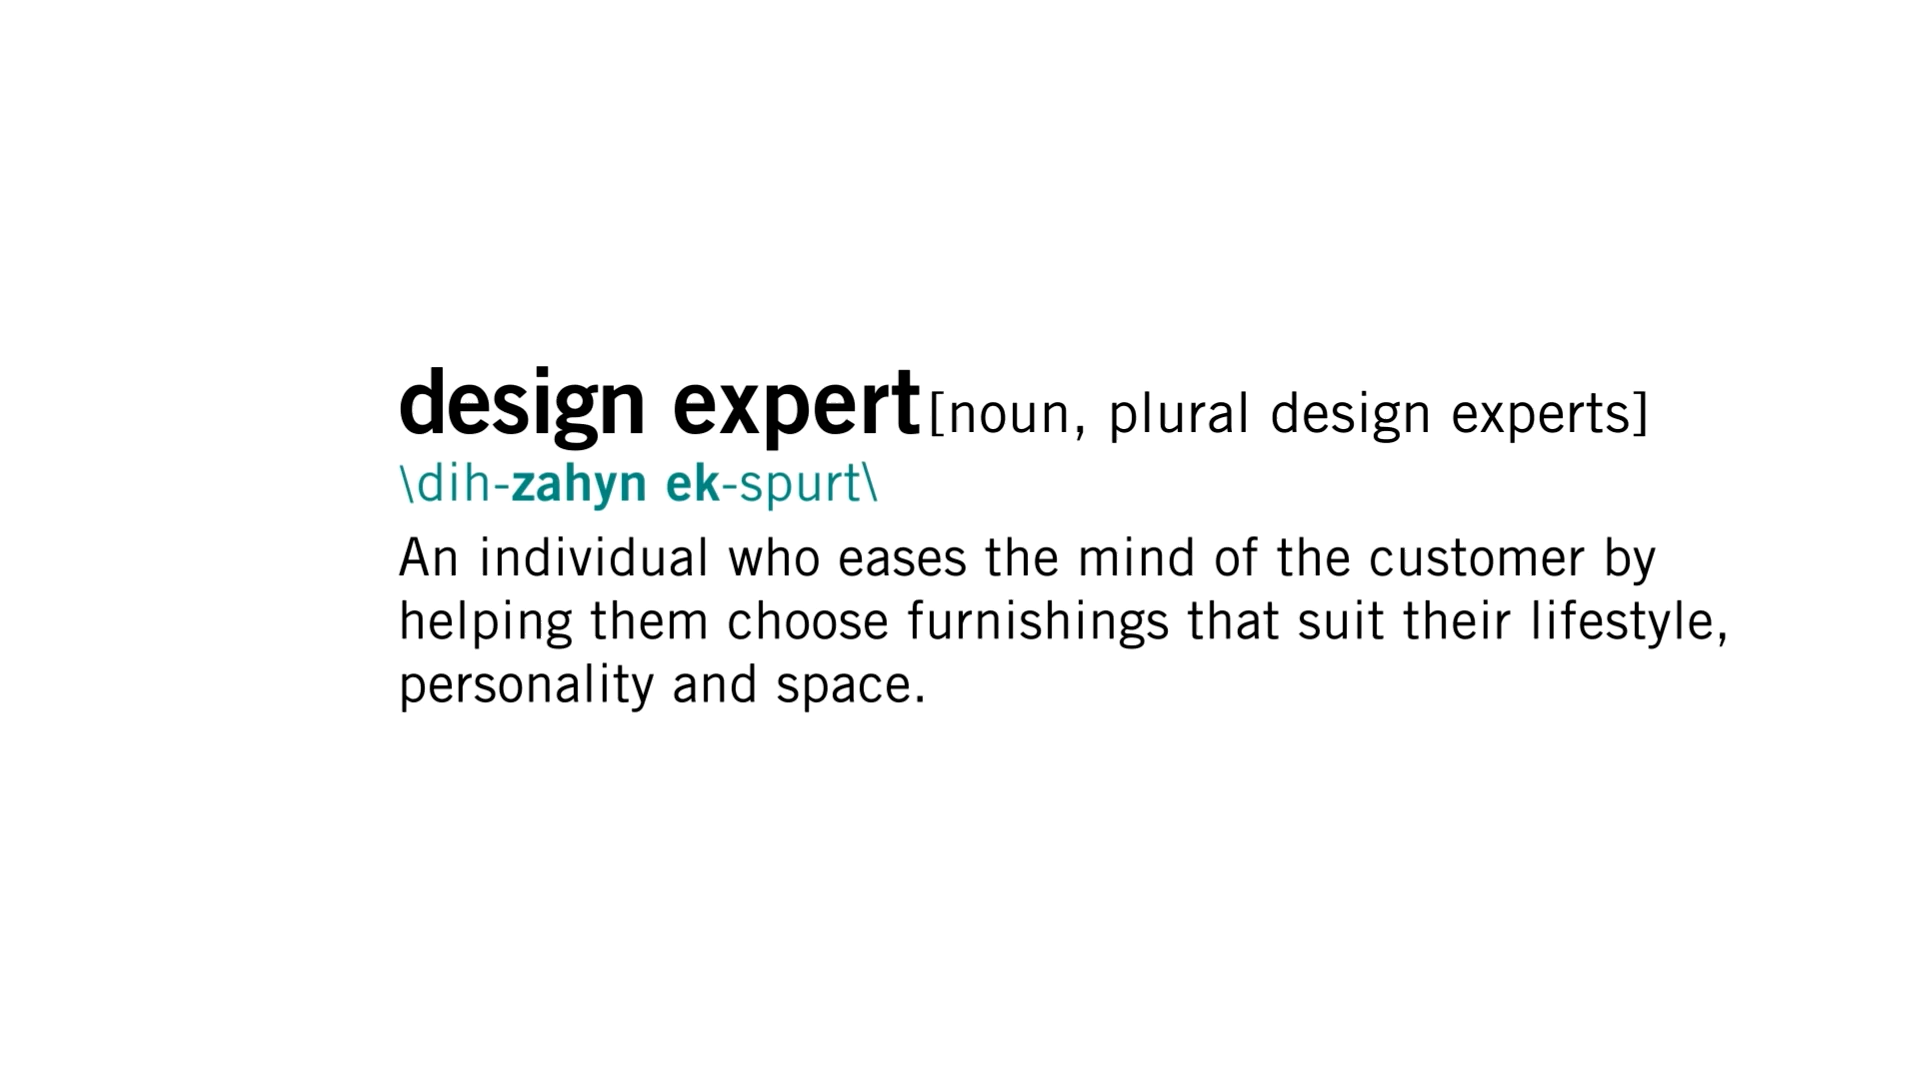 design expert [noun, plural design experts]
\dih-zahyn ek-spurt\
An individual who eases the mind of the customer by
helping them choose furnishings that suit their lifestyle,
personality and space.